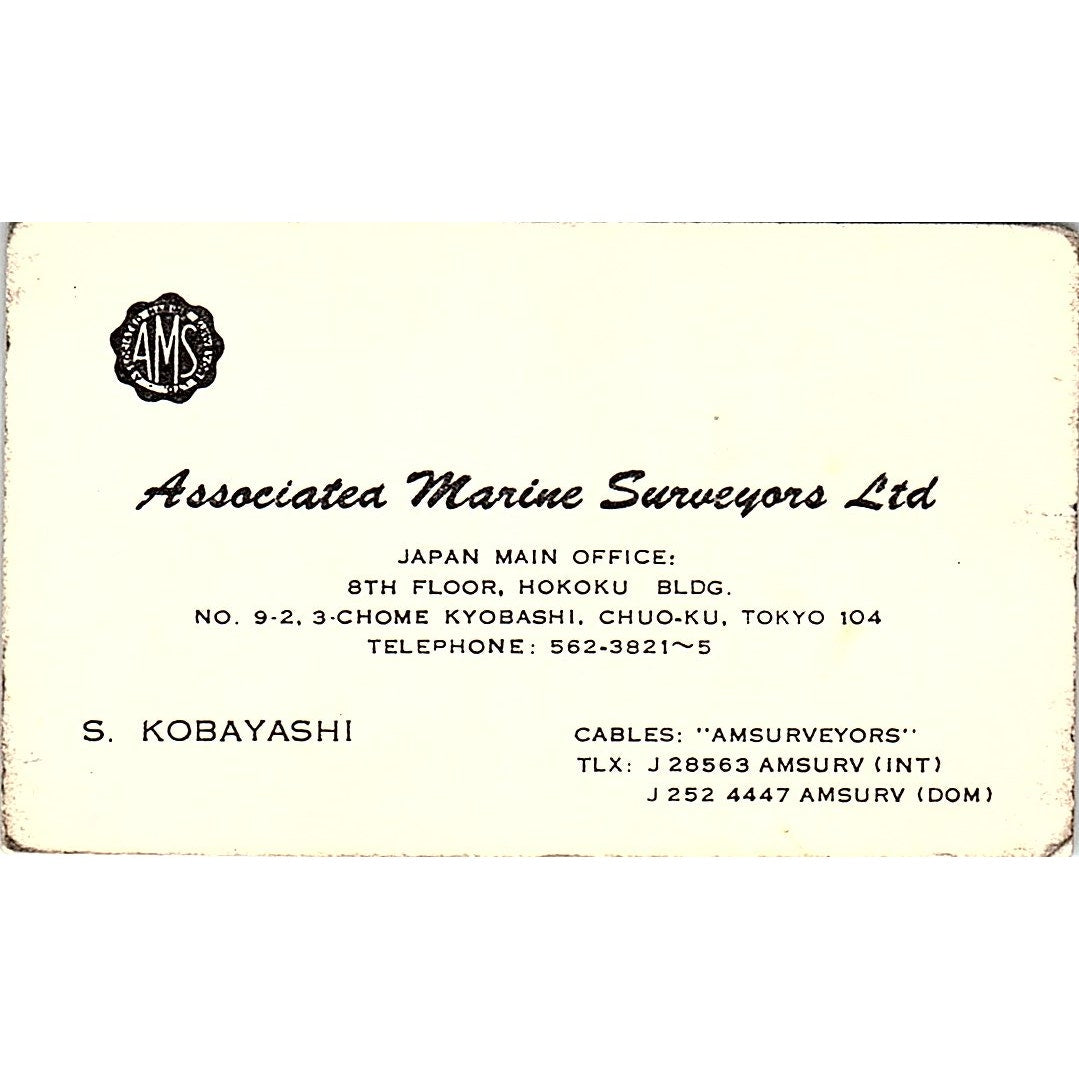 AMS
Associated Marine Surveyors Ltd
JAPAN MAIN OFFICE:
8TH FLOOR, HOKOKU BLDG.
NO. 9-2, 3-CHOME KYOBASHI, CHUO-KU, TOKYO 104
TELEPHONE: 562-3821~5
S. KOBAYASHI
CABLES: "AMSURVEYORS"
TLX: J 28563 AMSURV (INT)
J 252 4447 AMSURV (DOM)